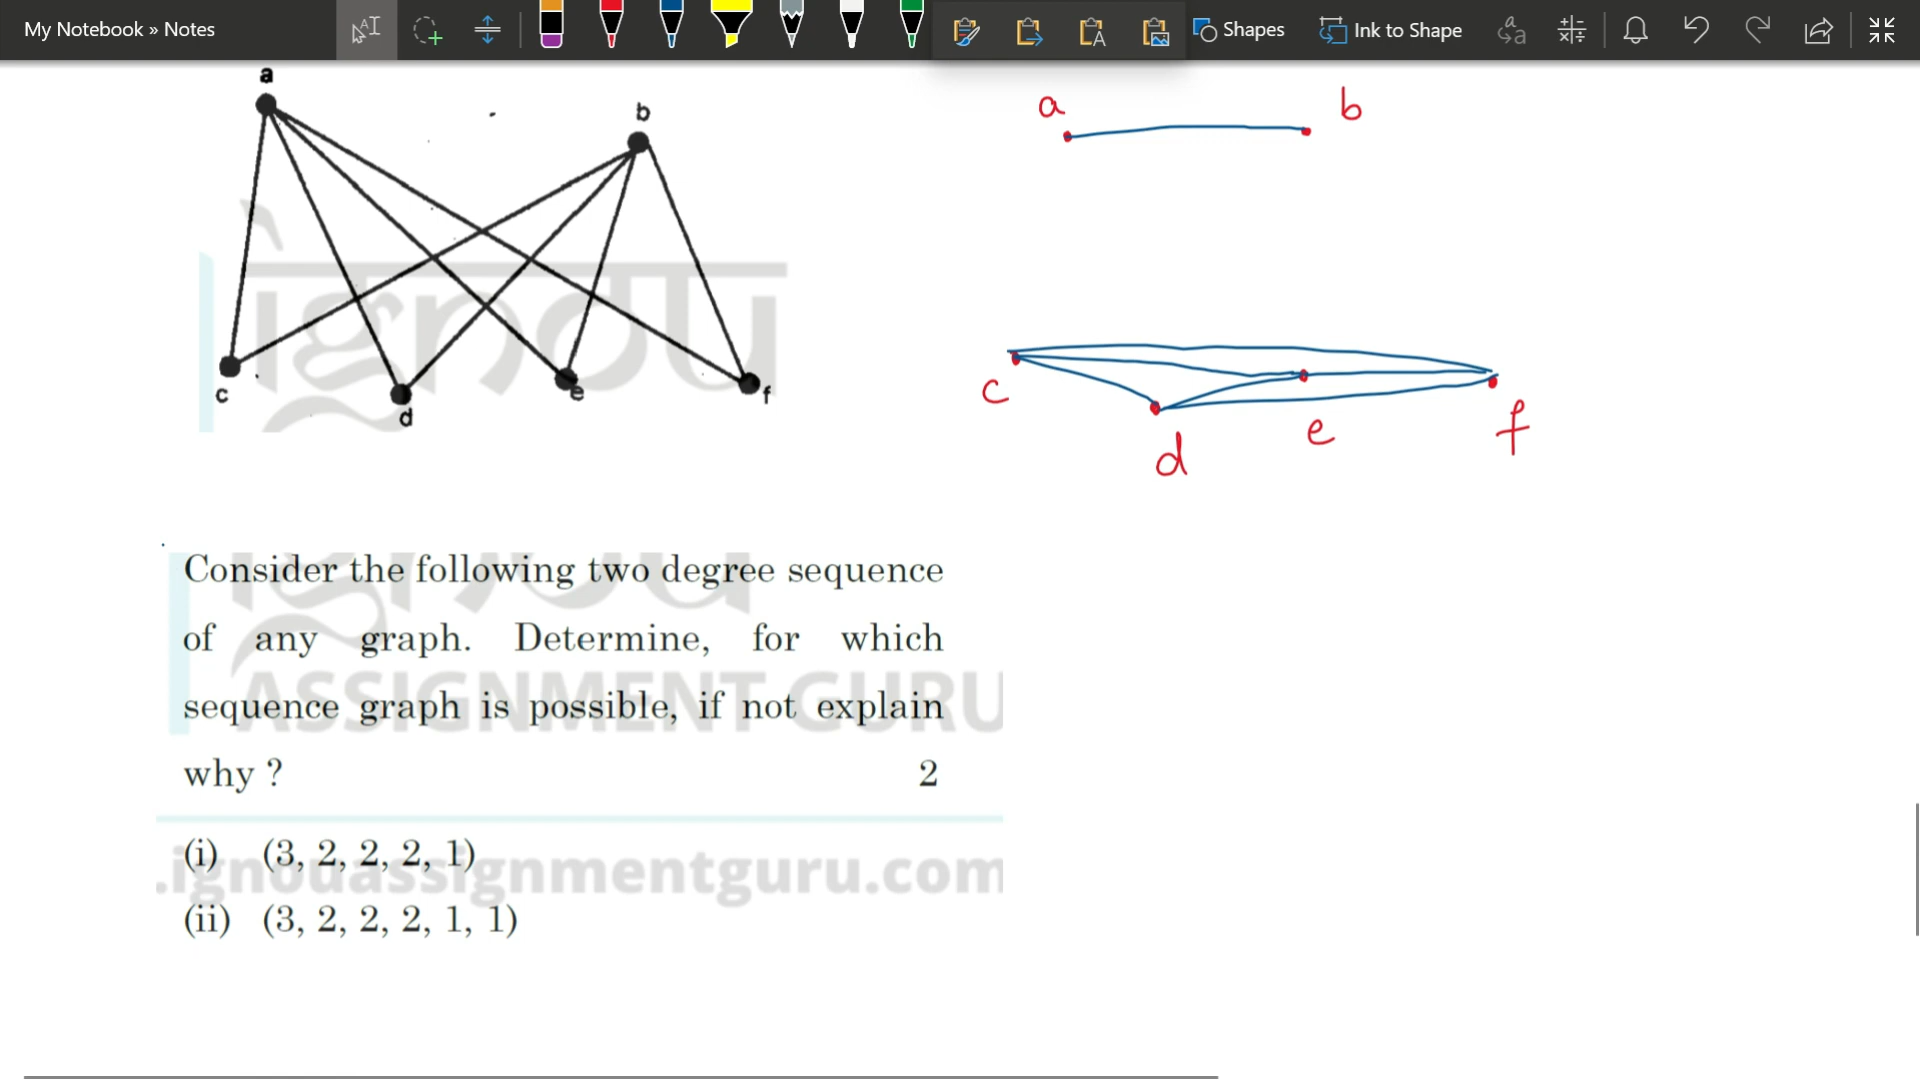 My Notebook » Notes
Shapes
Ink to Shape
a
b
c
d
e
f
a
b
c
d
e
f
ignou
Consider the following two degree sequence
of any graph. Determine, for which
sequence graph is possible, if not explain
why ? 2
ASSIGNMENT GURU
(i) (3, 2, 2, 2, 1)
.ignouassignmentguru.com
(ii) (3, 2, 2, 2, 1, 1)